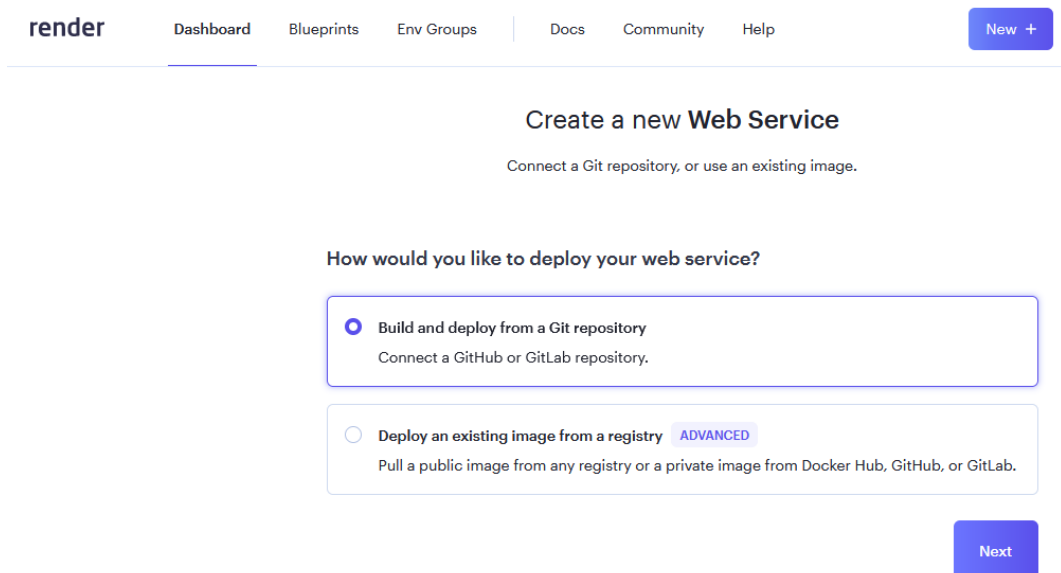 render Dashboard Blueprints Env Groups Docs Community Help New +
Create a new Web Service
Connect a Git repository, or use an existing image.
How would you like to deploy your web service?
Build and deploy from a Git repository
Connect a GitHub or GitLab repository.
Deploy an existing image from a registry ADVANCED
Pull a public image from any registry or a private image from Docker Hub, GitHub, or GitLab.
Next